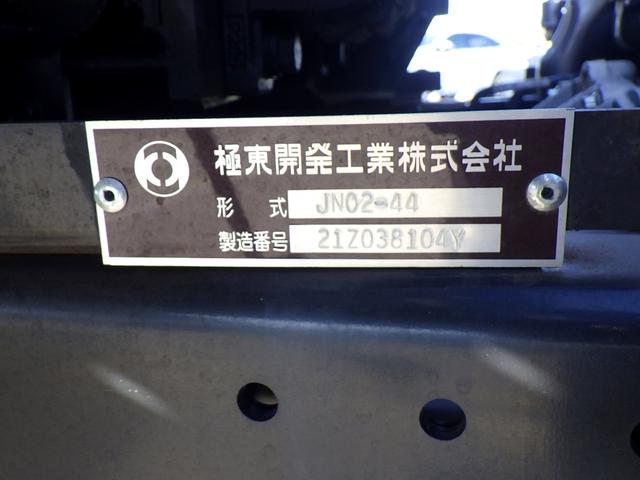 極東開発工業株式会社
形 式 JN02-44
製造番号 21Z038104Y